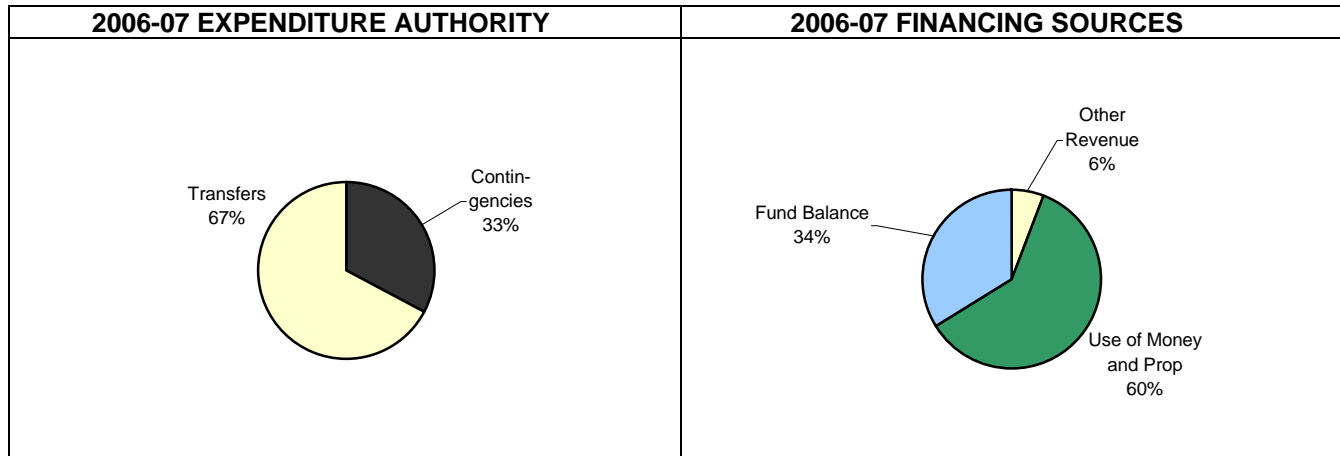 2006-07 EXPENDITURE AUTHORITY
Transfers
67%
Contin-
gencies
33%
2006-07 FINANCING SOURCES
Other
Revenue
6%
Fund Balance
34%
Use of Money
and Prop
60%